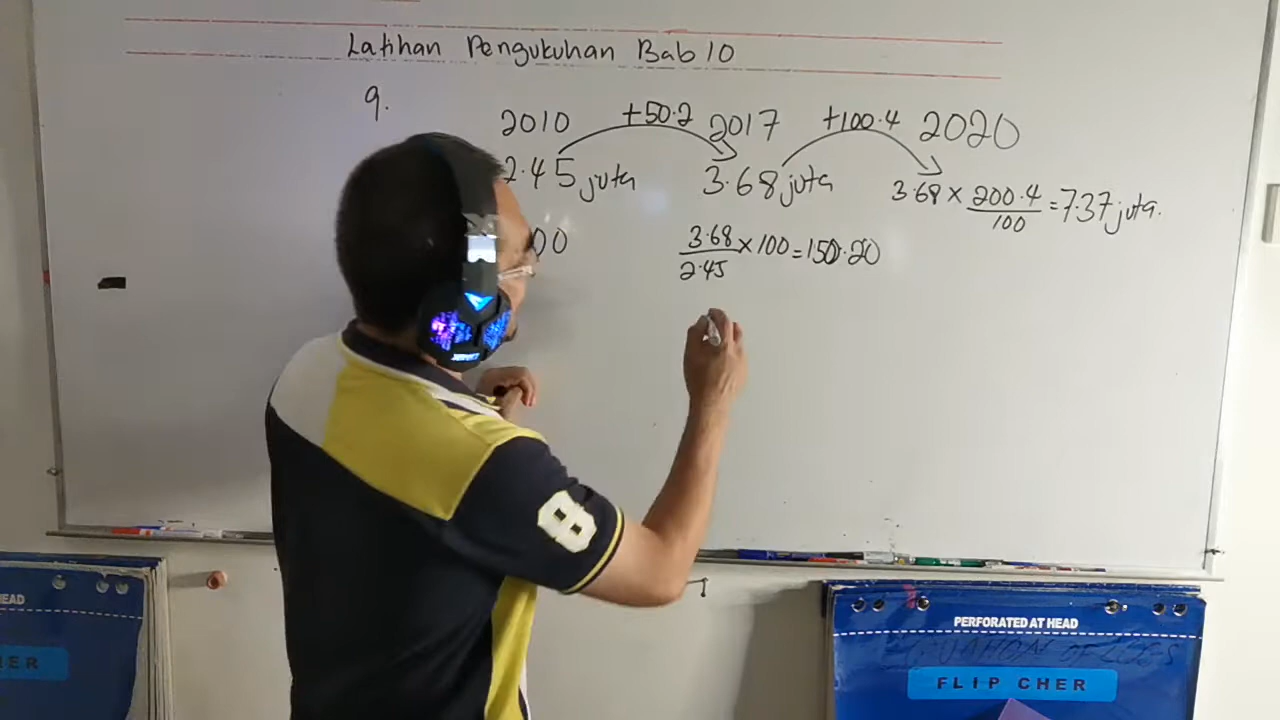 Latihan Pengukuhan Bab 10
9.
2010 +50.2 2017 +100.4 2020
2.45 juta 3.68 juta 3.68 × 200.4/100 = 7.37 juta.
00 3.68/2.45 × 100 = 150.20
8
HEAD
CHER
PERFORATED AT HEAD
FLIP CHER